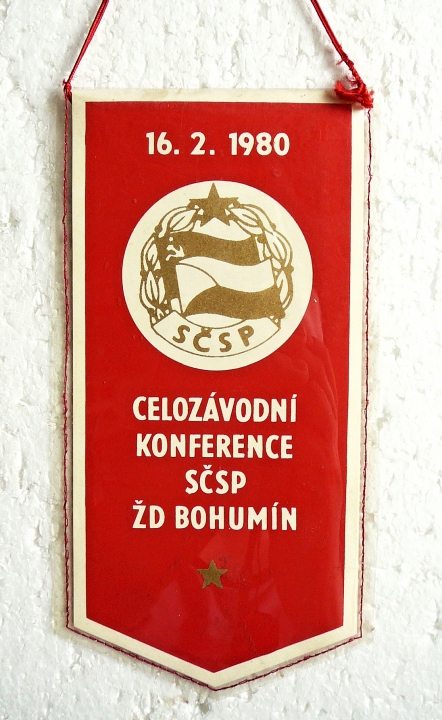 16. 2. 1980
SČSP
CELOZÁVODNÍ
KONFERENCE
SČSP
ŽD BOHUMÍN